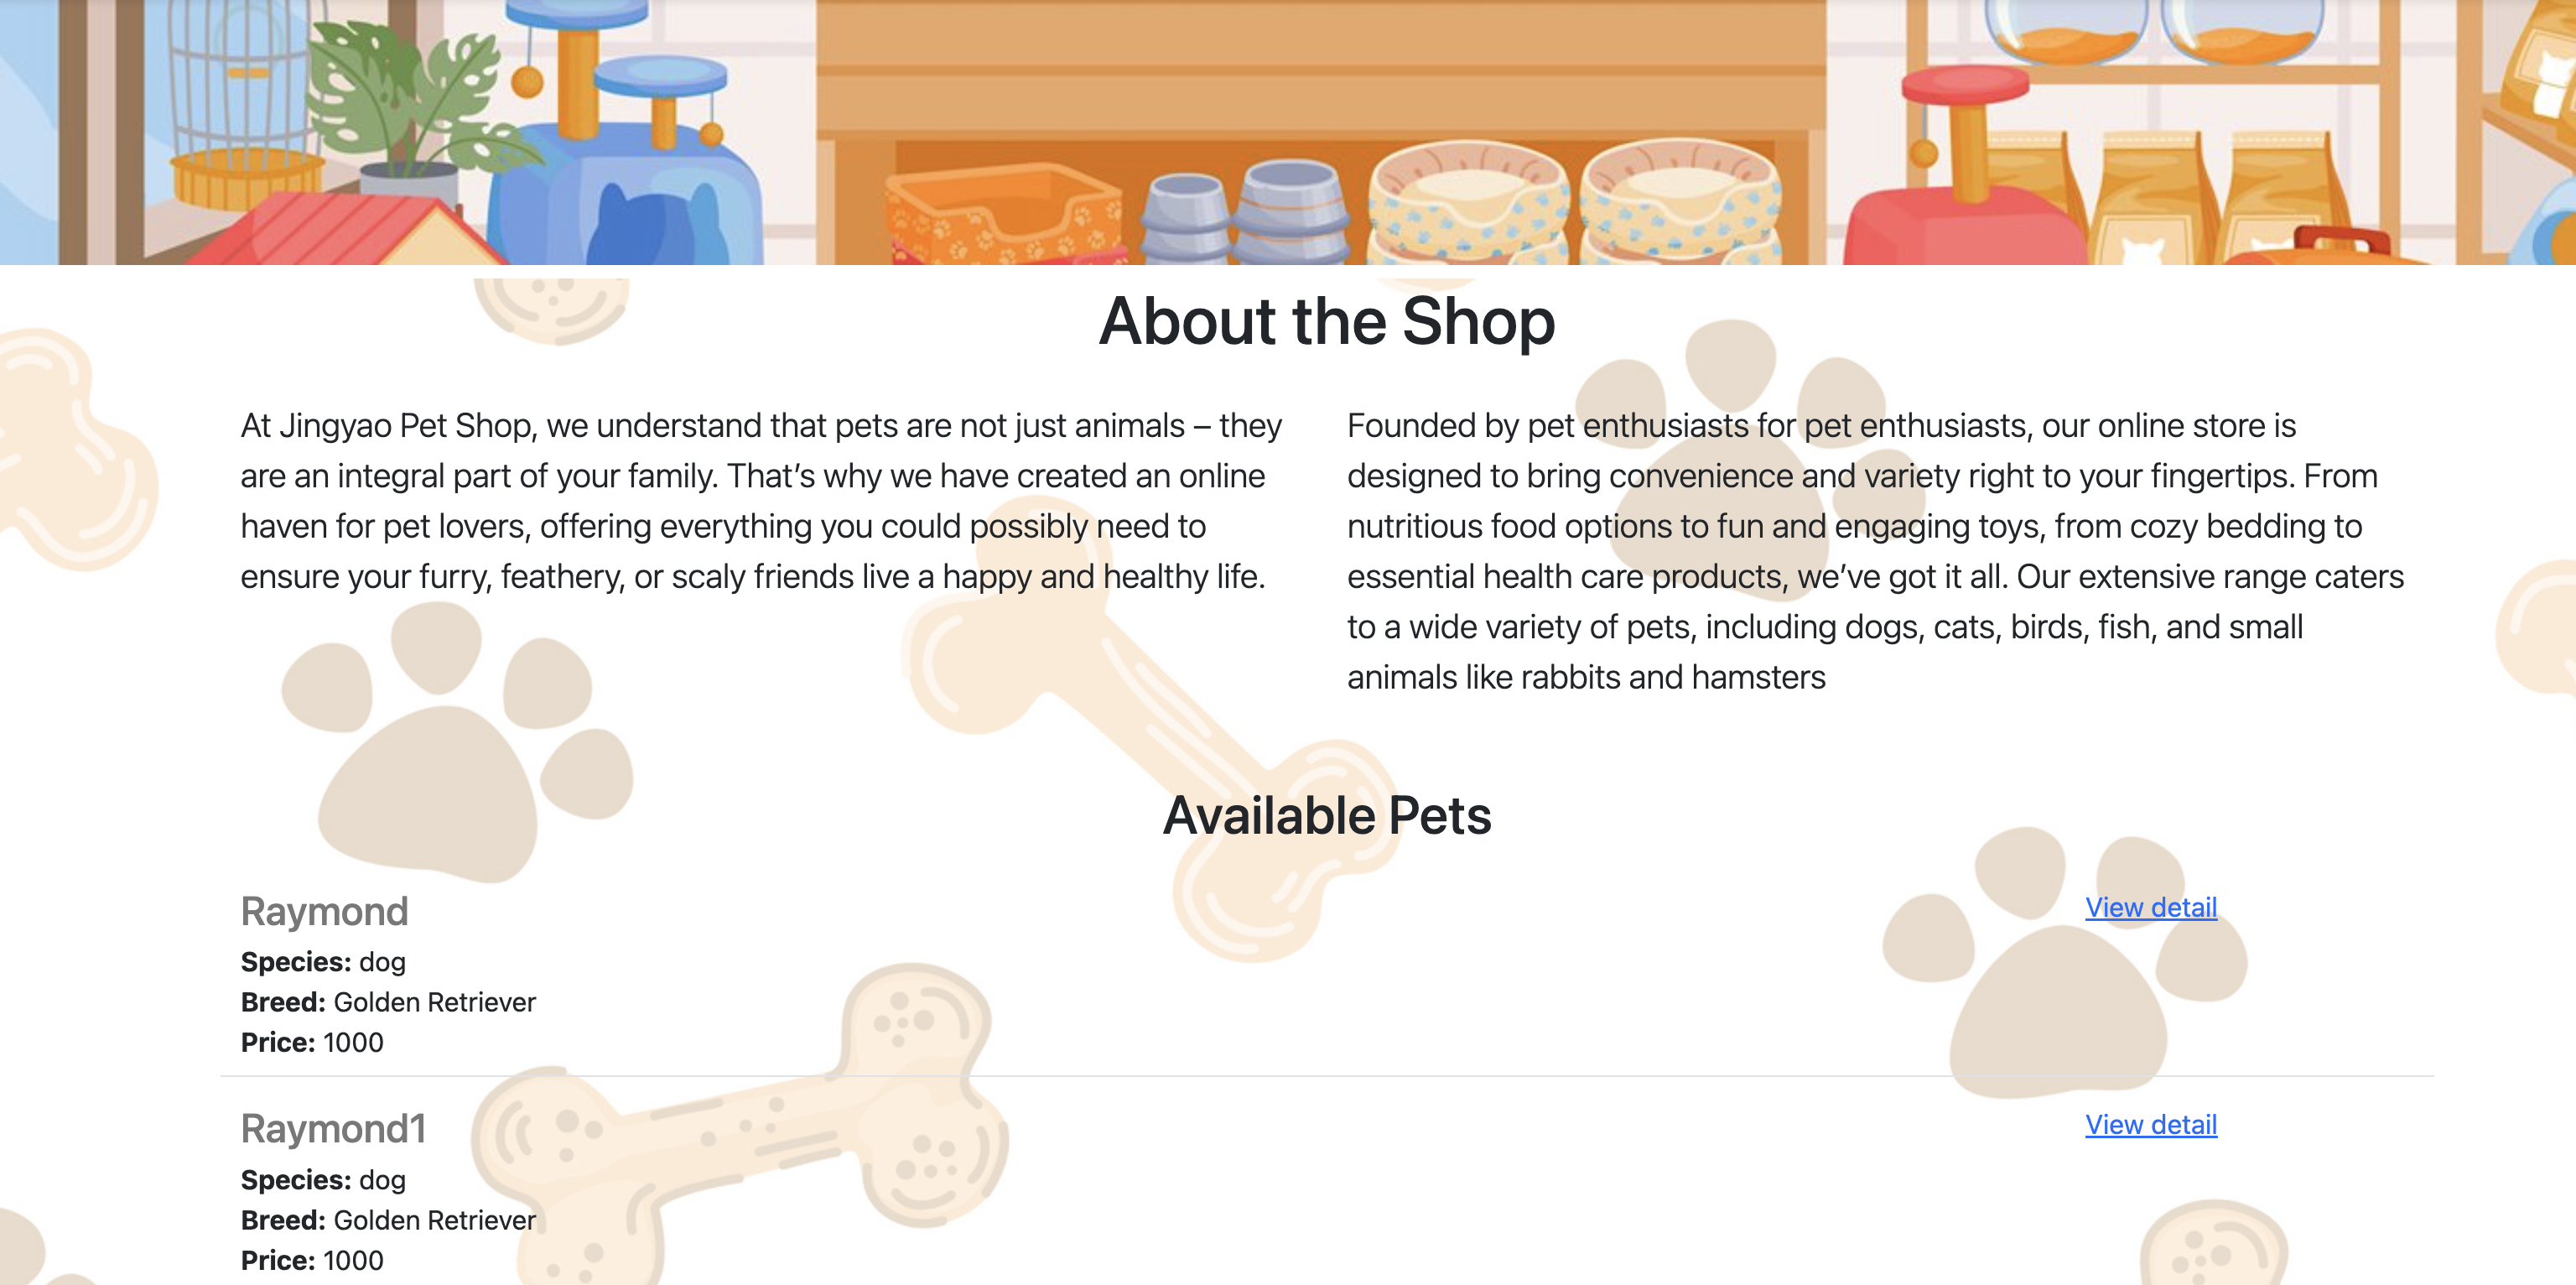 About the Shop
At Jingyao Pet Shop, we understand that pets are not just animals – they
are an integral part of your family. That’s why we have created an online
haven for pet lovers, offering everything you could possibly need to
ensure your furry, feathery, or scaly friends live a happy and healthy life.
Founded by pet enthusiasts for pet enthusiasts, our online store is
designed to bring convenience and variety right to your fingertips. From
nutritious food options to fun and engaging toys, from cozy bedding to
essential health care products, we’ve got it all. Our extensive range caters
to a wide variety of pets, including dogs, cats, birds, fish, and small
animals like rabbits and hamsters
Available Pets
Raymond
View detail
Species: dog
Breed: Golden Retriever
Price: 1000
Raymond1
View detail
Species: dog
Breed: Golden Retriever
Price: 1000